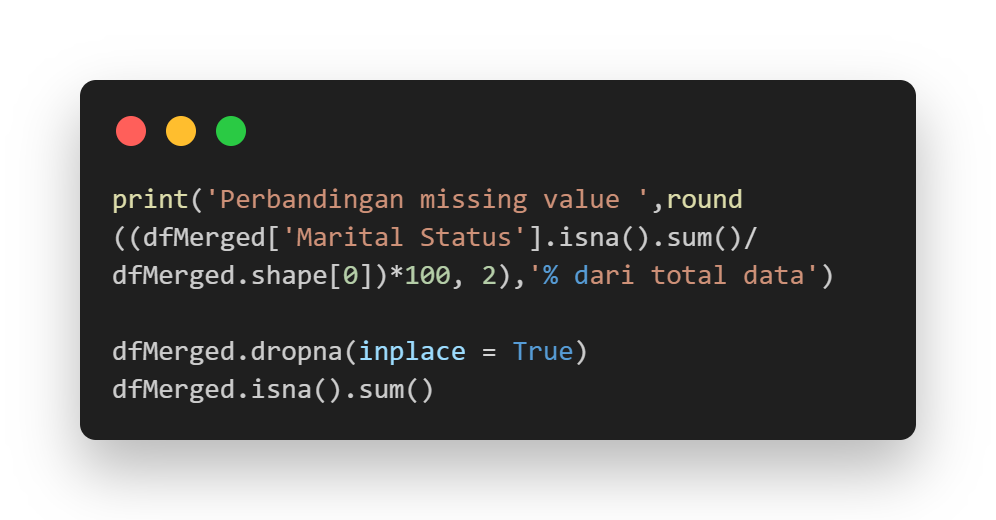 print('Perbandingan missing value ',round
((dfMerged['Marital Status'].isna().sum()/
dfMerged.shape[0])*100, 2),'% dari total data')
dfMerged.dropna(inplace = True)
dfMerged.isna().sum()